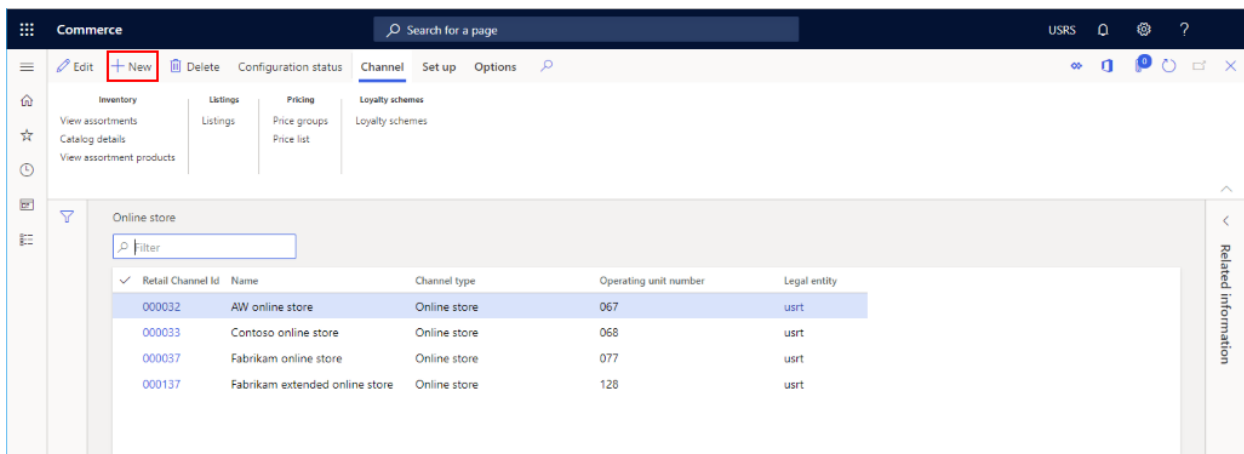 Commerce Search for a page USRS ?
Edit New Delete Configuration status Channel Set up Options 0
Inventory Listings Pricing Loyalty schemes
View assortments Listings Price groups Loyalty schemes
Catalog details Price list
View assortment products
Online store
Filter
Retail Channel Id Name Channel type Operating unit number Legal entity
000032 AW online store Online store 067 usrt
000033 Contoso online store Online store 068 usrt
000037 Fabrikam online store Online store 077 usrt
000137 Fabrikam extended online store Online store 128 usrt
Related information